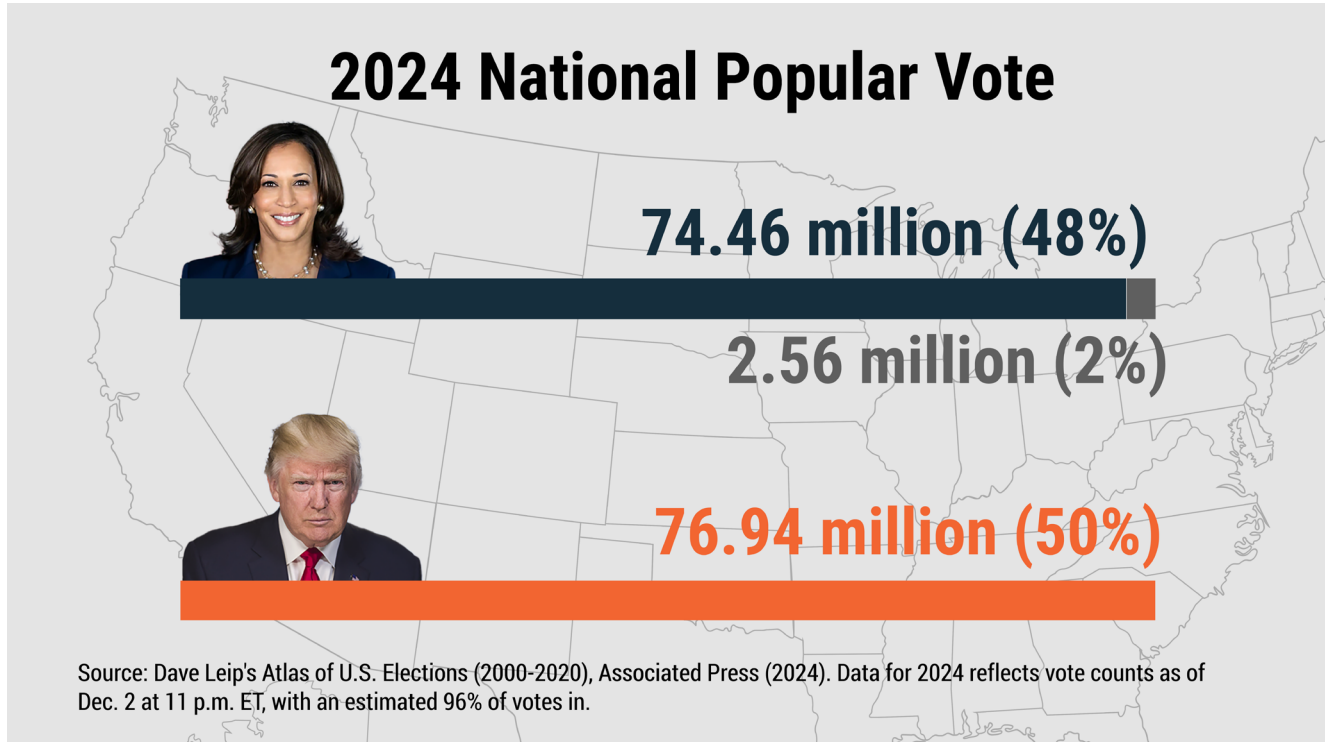 2024 National Popular Vote
74.46 million (48%)
2.56 million (2%)
76.94 million (50%)
Source: Dave Leip's Atlas of U.S. Elections (2000-2020), Associated Press (2024). Data for 2024 reflects vote counts as of
Dec. 2 at 11 p.m. ET, with an estimated 96% of votes in.